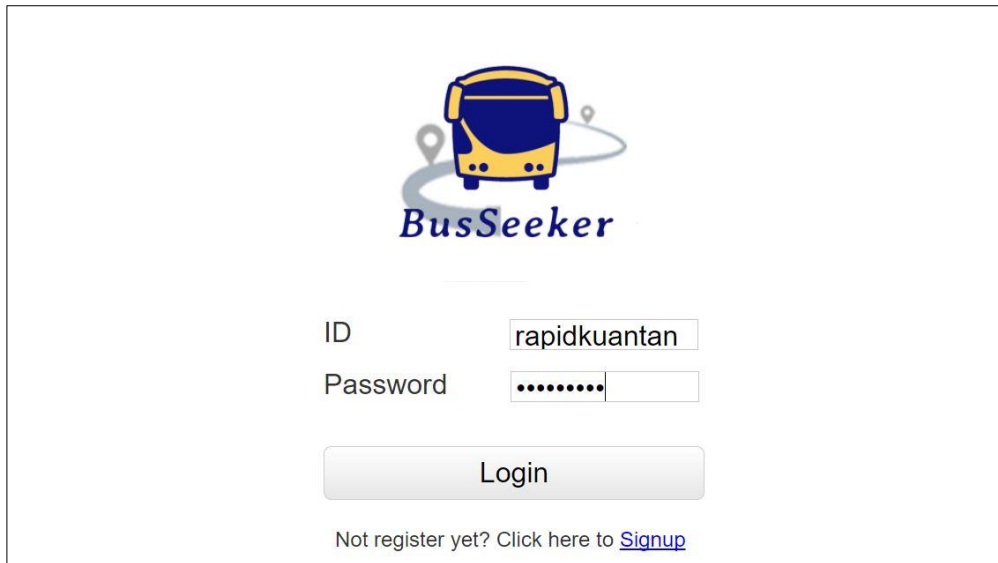 BusSeeker
ID rapidkuantan
Password •••••••••
Login
Not register yet? Click here to Signup